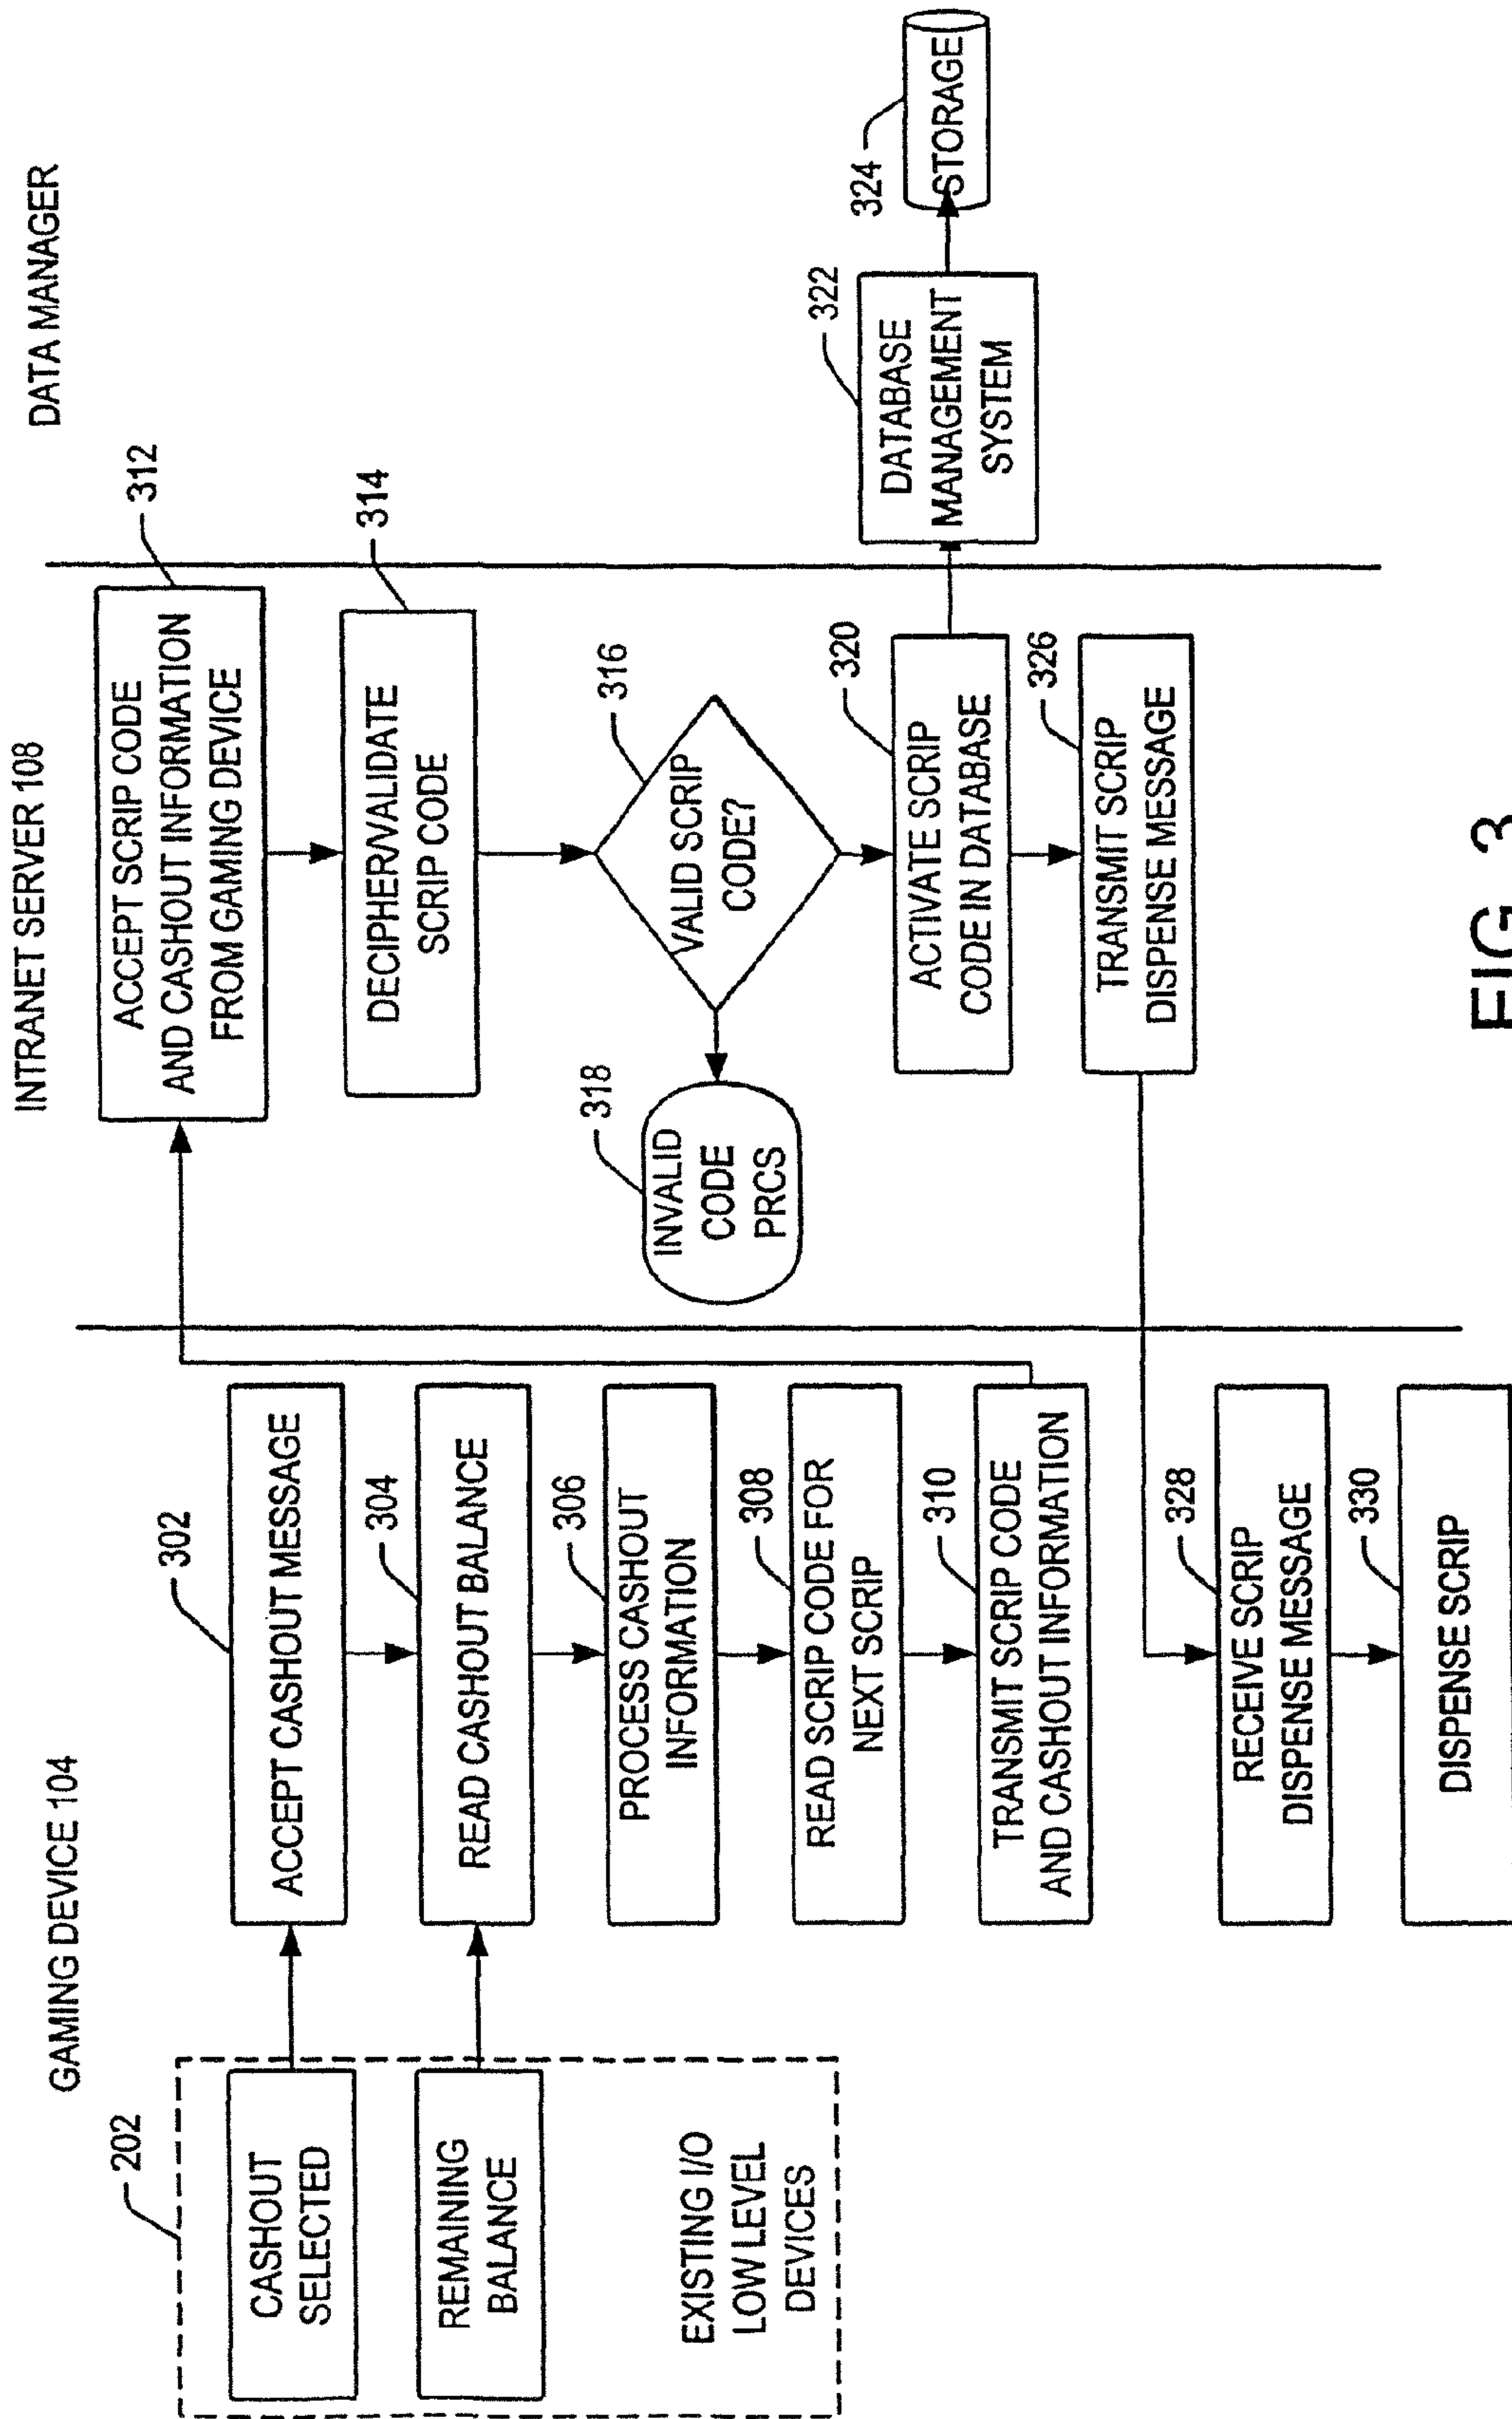 GAMING DEVICE 104
202
CASHOUT
SELECTED
REMAINING
BALANCE
EXISTING I/O
LOW LEVEL
DEVICES
302
ACCEPT CASHOUT MESSAGE
304
READ CASHOUT BALANCE
306
PROCESS CASHOUT
INFORMATION
308
READ SCRIP CODE FOR
NEXT SCRIP
310
TRANSMIT SCRIP CODE
AND CASHOUT INFORMATION
328
RECEIVE SCRIP
DISPENSE MESSAGE
330
DISPENSE SCRIP
INTRANET SERVER 108
312
ACCEPT SCRIP CODE
AND CASHOUT INFORMATION
FROM GAMING DEVICE
314
DECIPHER/VALIDATE
SCRIP CODE
316
VALID SCRIP
CODE?
318
INVALID
CODE
PRCS
320
ACTIVATE SCRIP
CODE IN DATABASE
326
TRANSMIT SCRIP
DISPENSE MESSAGE
DATA MANAGER
322
DATABASE
MANAGEMENT
SYSTEM
324
STORAGE
FIG. 3